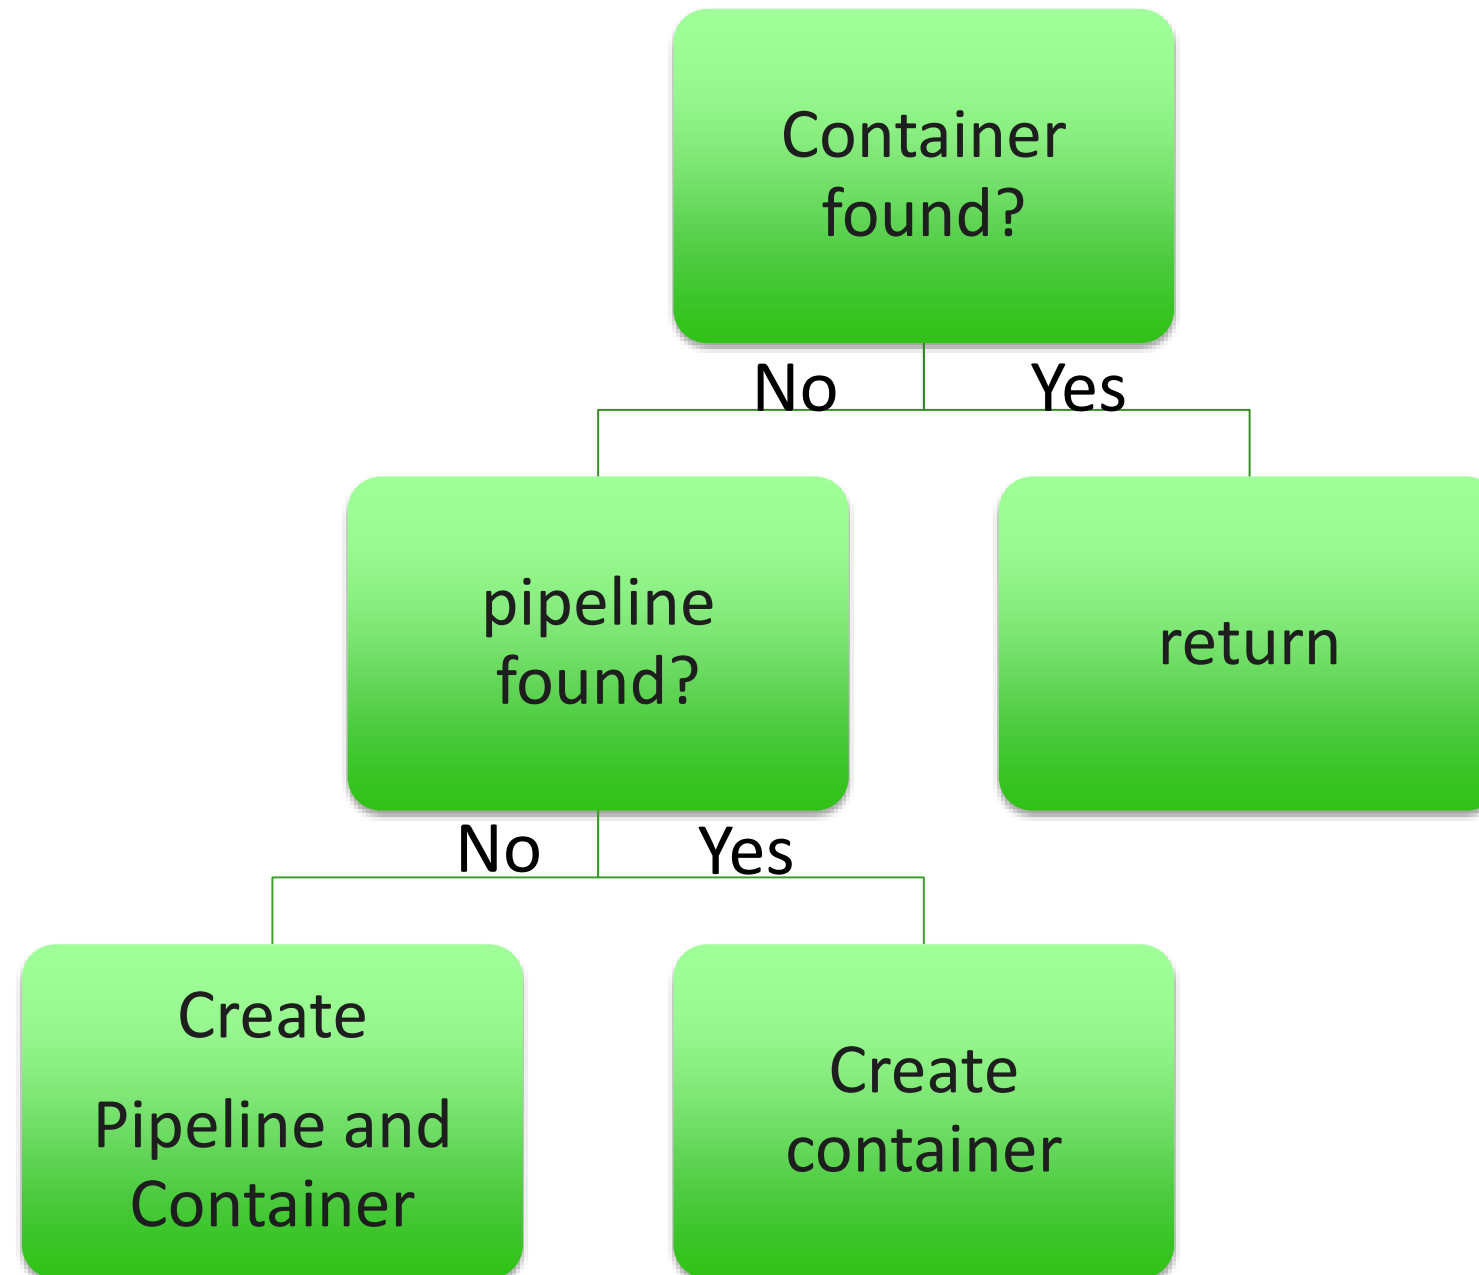 Container
found?
No
Yes
pipeline
found?
return
No
Yes
Create
Pipeline and
Container
Create
container